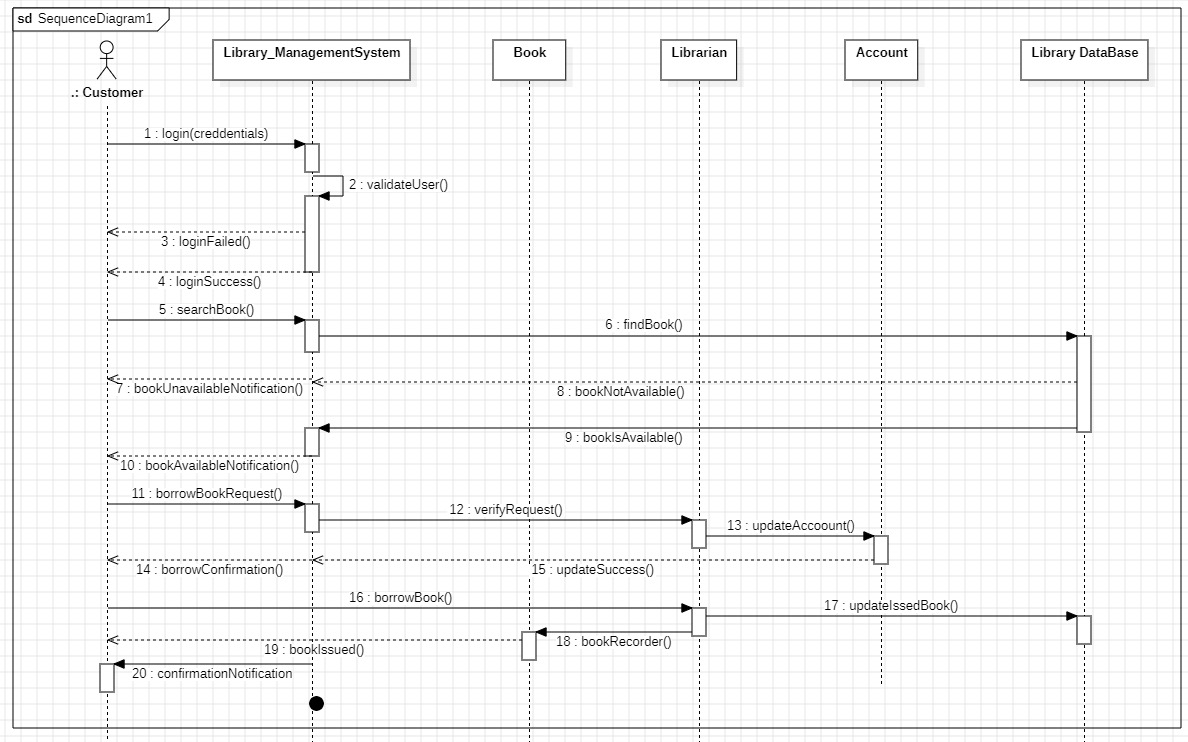 sd SequenceDiagram1
.: Customer
Library_ManagementSystem
Book
Librarian
Account
Library DataBase
1 : login(creddentials)
2 : validateUser()
3 : loginFailed()
4 : loginSuccess()
5 : searchBook()
6 : findBook()
7 : bookUnavailableNotification()
8 : bookNotAvailable()
9 : bookIsAvailable()
10 : bookAvailableNotification()
11 : borrowBookRequest()
12 : verifyRequest()
13 : updateAccoount()
14 : borrowConfirmation()
15 : updateSuccess()
16 : borrowBook()
17 : updateIssedBook()
18 : bookRecorder()
19 : bookIssued()
20 : confirmationNotification